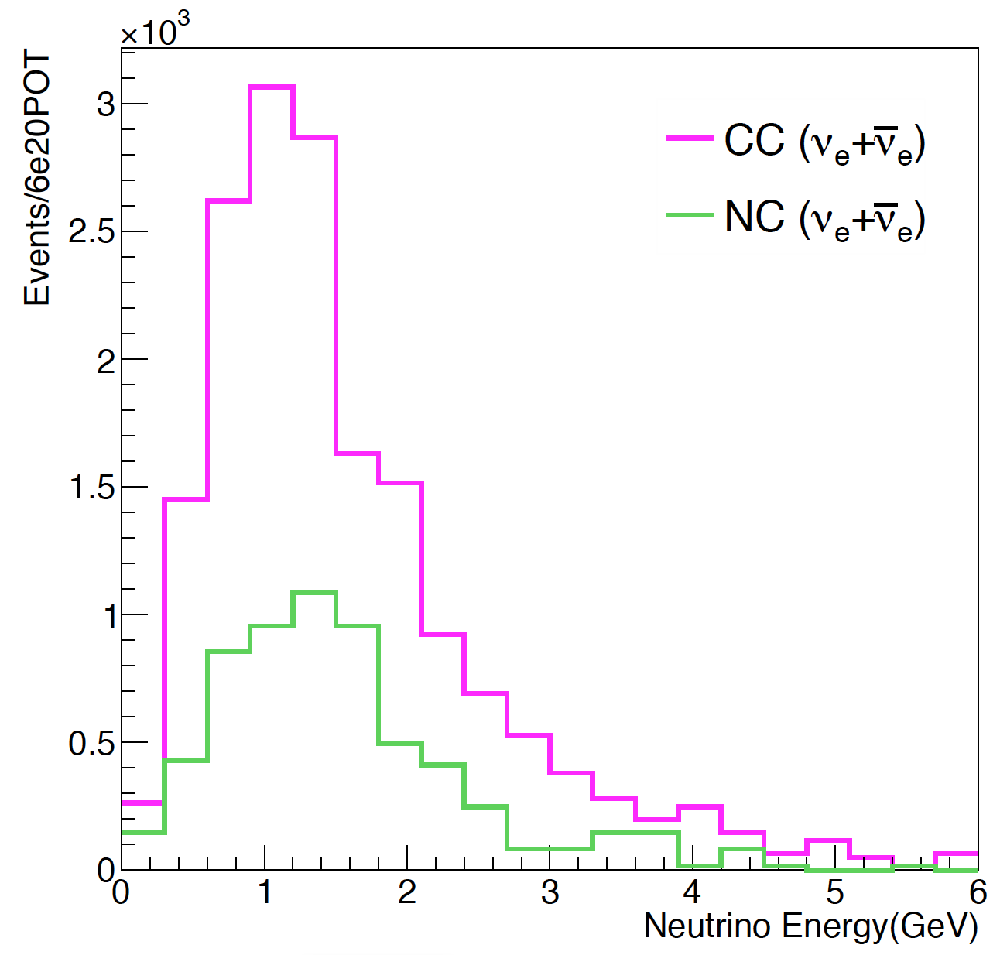 ×10³
Events/6e20POT
3
2.5
2
1.5
1
0.5
0
CC (νₑ+ν̅ₑ)
NC (νₑ+ν̅ₑ)
0 1 2 3 4 5 6
Neutrino Energy(GeV)